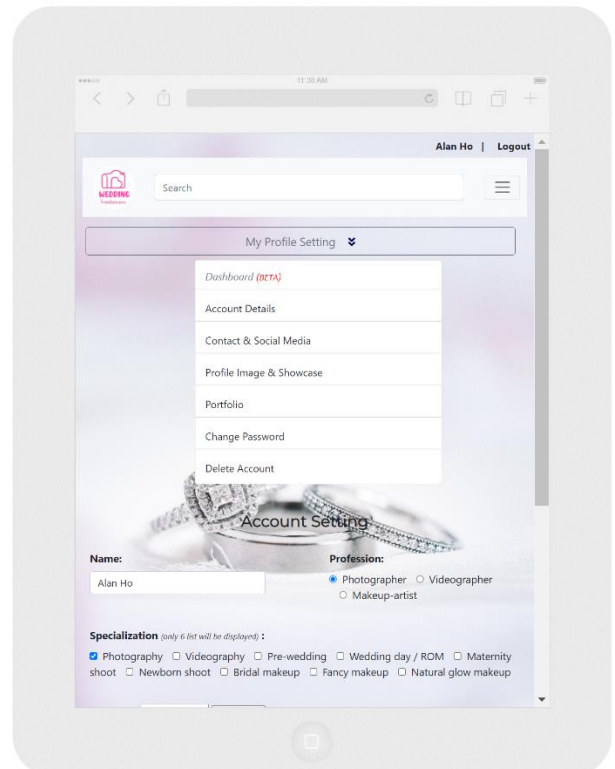 11:38 AM
Alan Ho | Logout
WEDDING
freelancers
Search
My Profile Setting
Dashboard (BETA)
Account Details
Contact & Social Media
Profile Image & Showcase
Portfolio
Change Password
Delete Account
Account Setting
Name:
Profession:
Alan Ho
Photographer Videographer
Makeup-artist
Specialization (only 6 list will be displayed) :
Photography Videography Pre-wedding Wedding day / ROM Maternity
shoot Newborn shoot Bridal makeup Fancy makeup Natural glow makeup